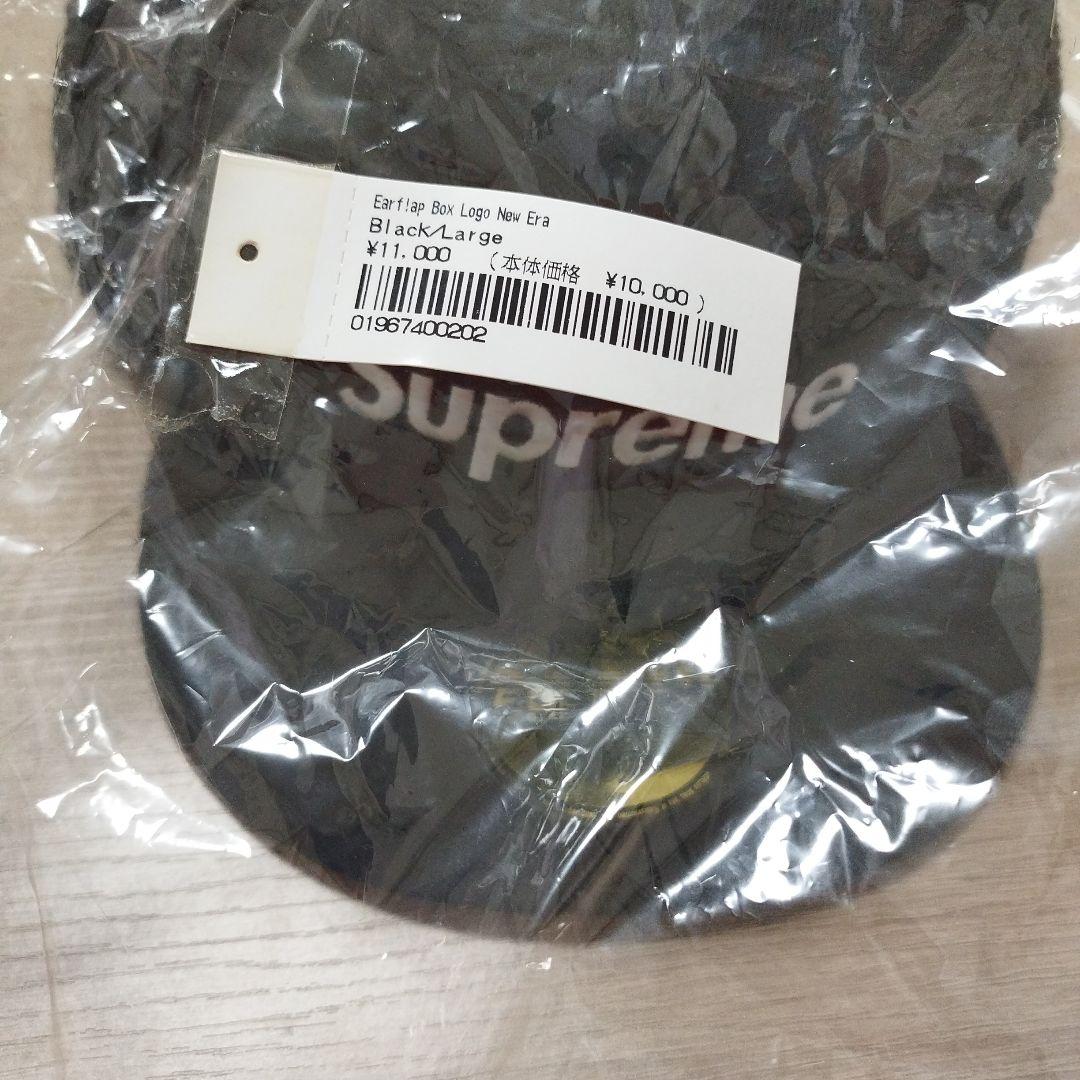 Earflap Box Logo New Era
Black/Large
¥11,000 (本体価格 ¥10,000)
01967400202
Supreme